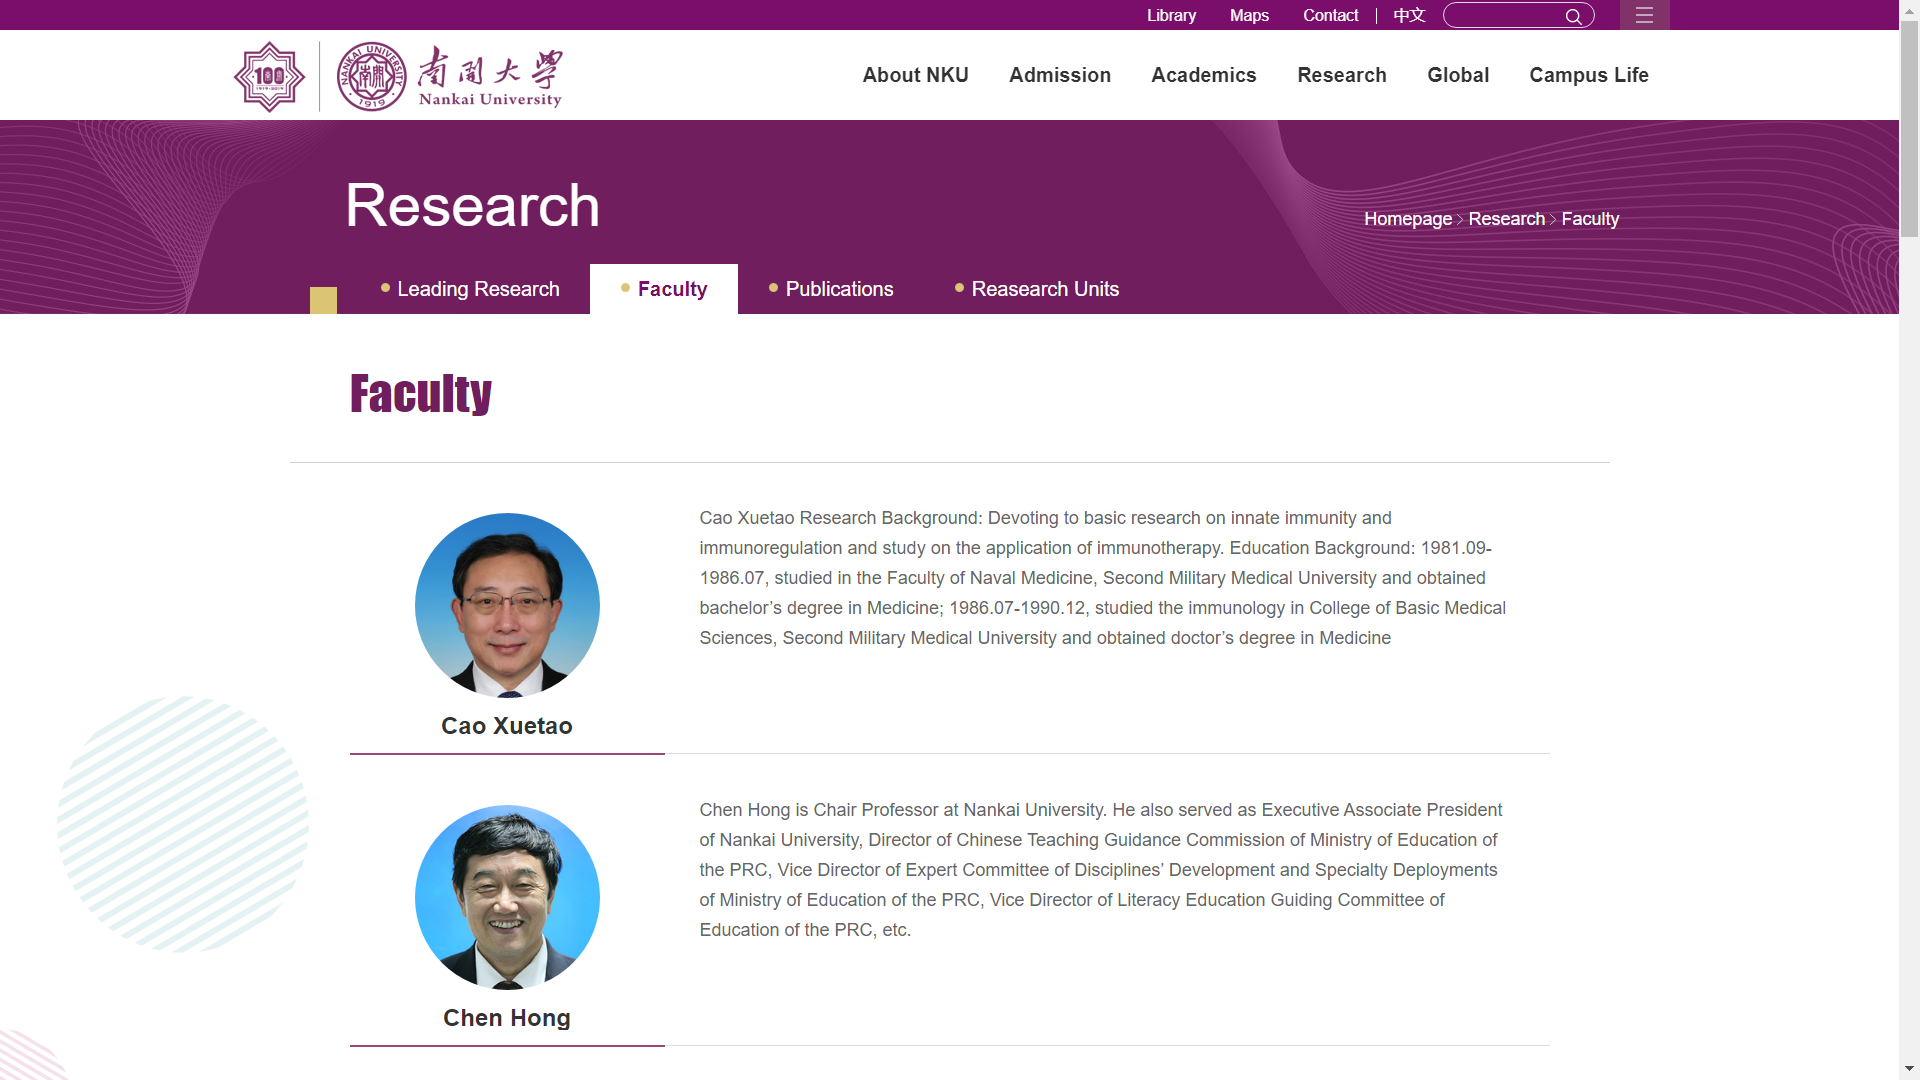 Library Maps Contact 中文
100
1919-2019
NANKAI UNIVERSITY
1919
南開大學
Nankai University
About NKU Admission Academics Research Global Campus Life
Research
Homepage > Research > Faculty
Leading Research Faculty Publications Reasearch Units
Faculty
Cao Xuetao Research Background: Devoting to basic research on innate immunity and
immunoregulation and study on the application of immunotherapy. Education Background: 1981.09-
1986.07, studied in the Faculty of Naval Medicine, Second Military Medical University and obtained
bachelor’s degree in Medicine; 1986.07-1990.12, studied the immunology in College of Basic Medical
Sciences, Second Military Medical University and obtained doctor’s degree in Medicine
Cao Xuetao
Chen Hong is Chair Professor at Nankai University. He also served as Executive Associate President
of Nankai University, Director of Chinese Teaching Guidance Commission of Ministry of Education of
the PRC, Vice Director of Expert Committee of Disciplines’ Development and Specialty Deployments
of Ministry of Education of the PRC, Vice Director of Literacy Education Guiding Committee of
Education of the PRC, etc.
Chen Hong